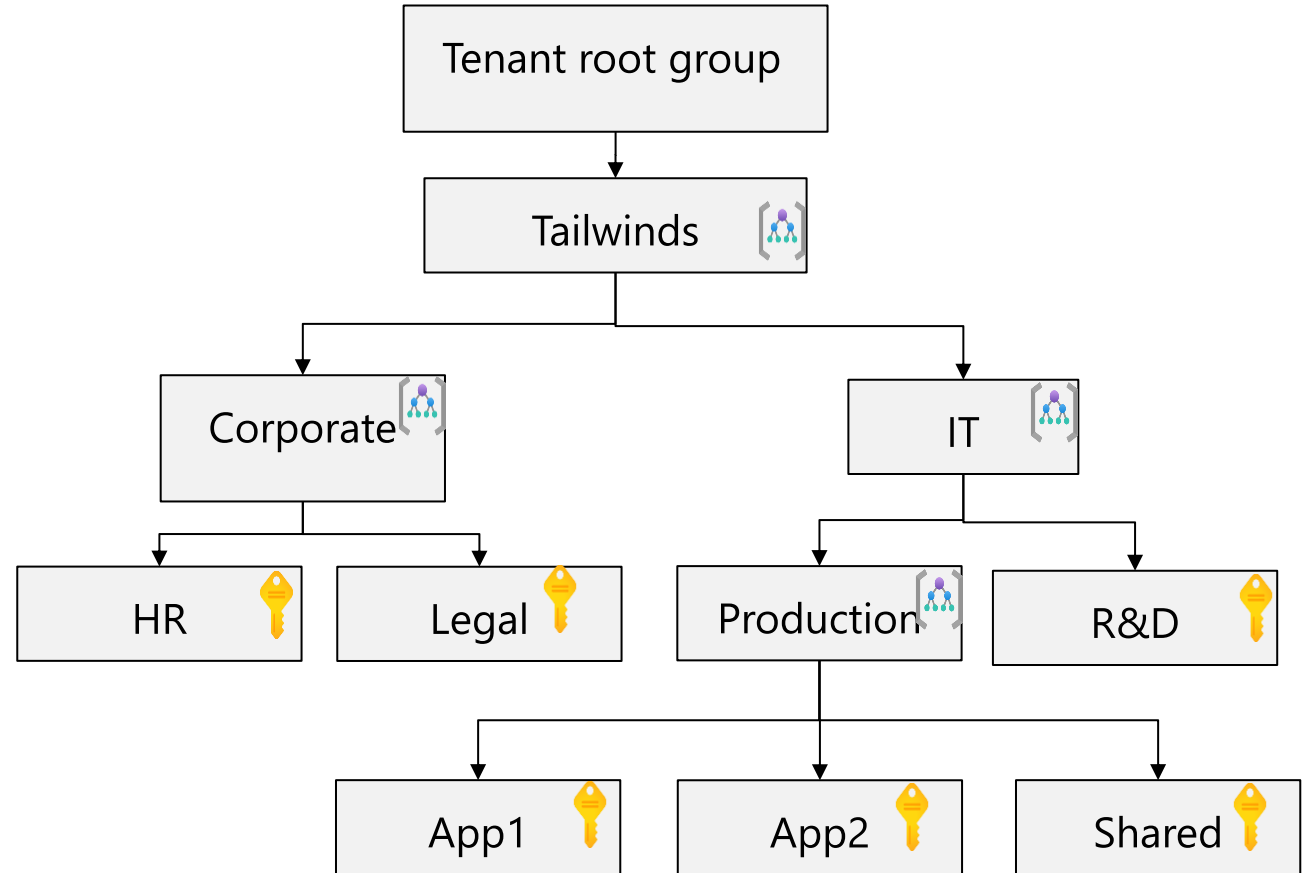 Tenant root group
Tailwinds
Corporate
IT
HR
Legal
Production
R&D
App1
App2
Shared